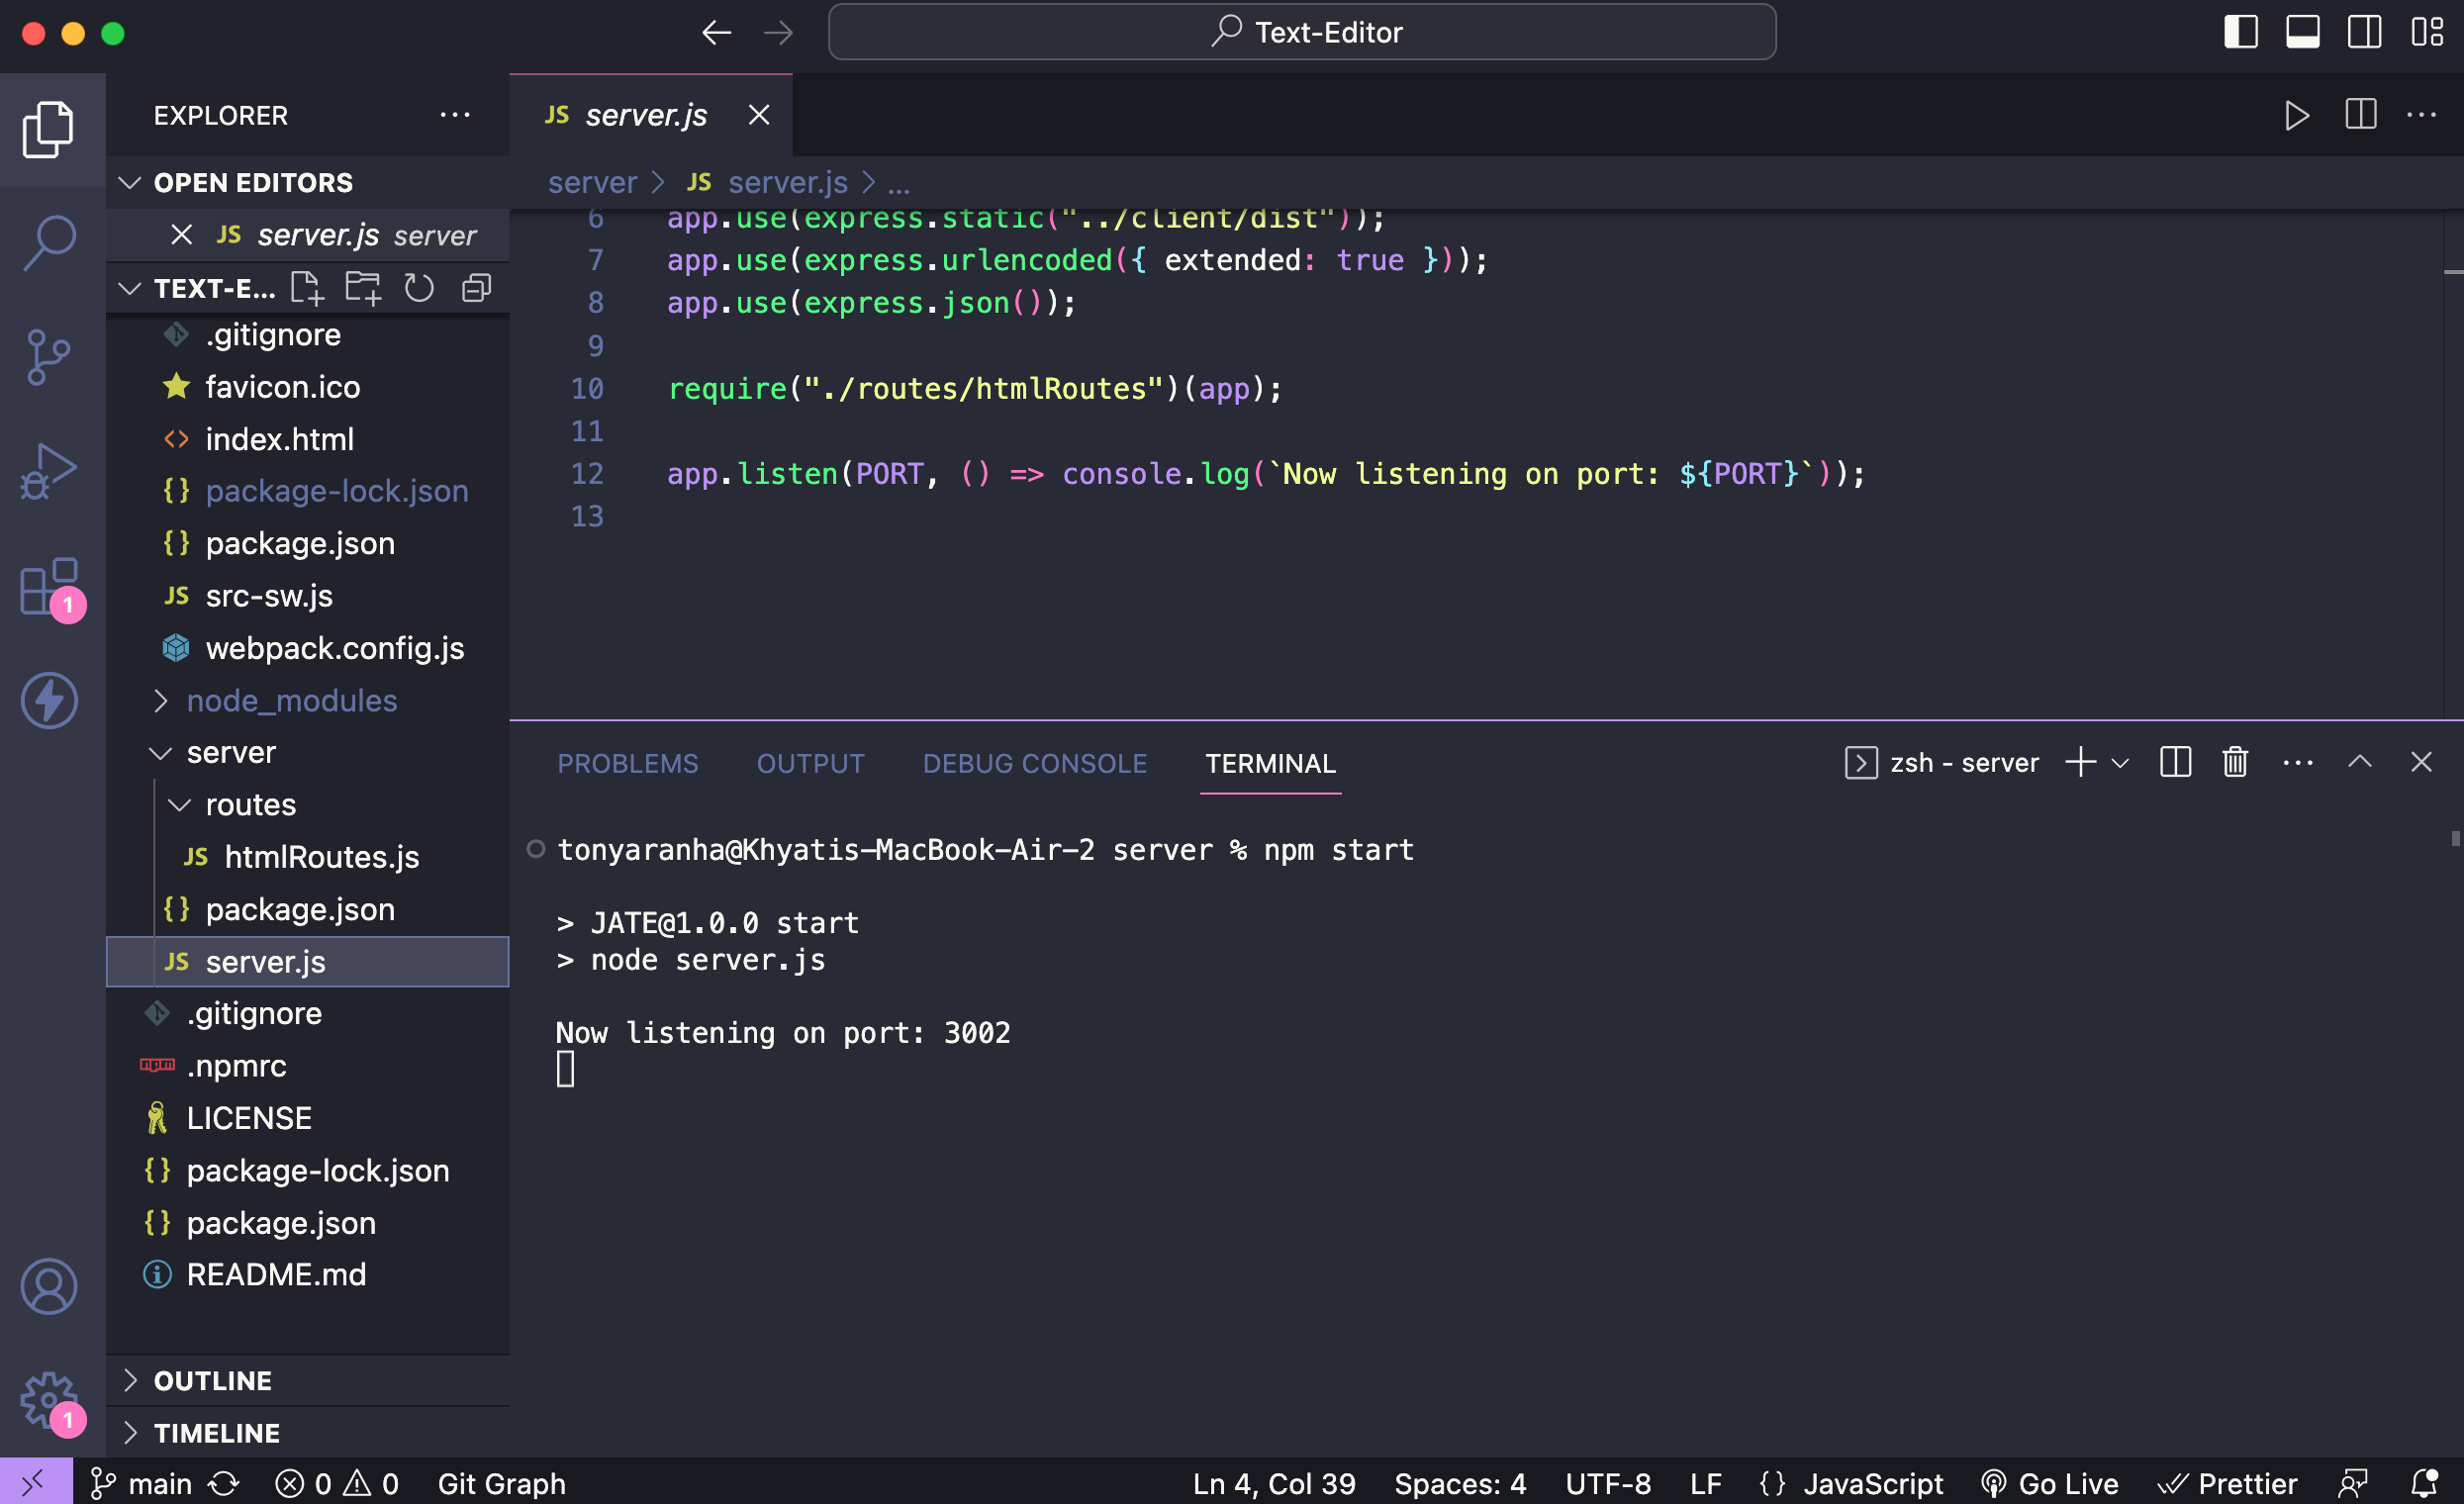 Text-Editor
EXPLORER
JS server.js
OPEN EDITORS
JS server.js server
TEXT-E...
.gitignore
favicon.ico
index.html
package-lock.json
package.json
JS src-sw.js
webpack.config.js
node_modules
server
routes
JS htmlRoutes.js
package.json
JS server.js
.gitignore
.npmrc
LICENSE
package-lock.json
package.json
README.md
OUTLINE
TIMELINE
1
1
server > JS server.js > ...
6 app.use(express.static("../client/dist"));
7 app.use(express.urlencoded({ extended: true }));
8 app.use(express.json());
9
10 require("./routes/htmlRoutes")(app);
11
12 app.listen(PORT, () => console.log(`Now listening on port: ${PORT}`));
13
PROBLEMS OUTPUT DEBUG CONSOLE TERMINAL zsh - server
tonyaranha@Khyatis-MacBook-Air-2 server % npm start
> JATE@1.0.0 start
> node server.js
Now listening on port: 3002
main 0 0 Git Graph Ln 4, Col 39 Spaces: 4 UTF-8 LF {} JavaScript Go Live Prettier